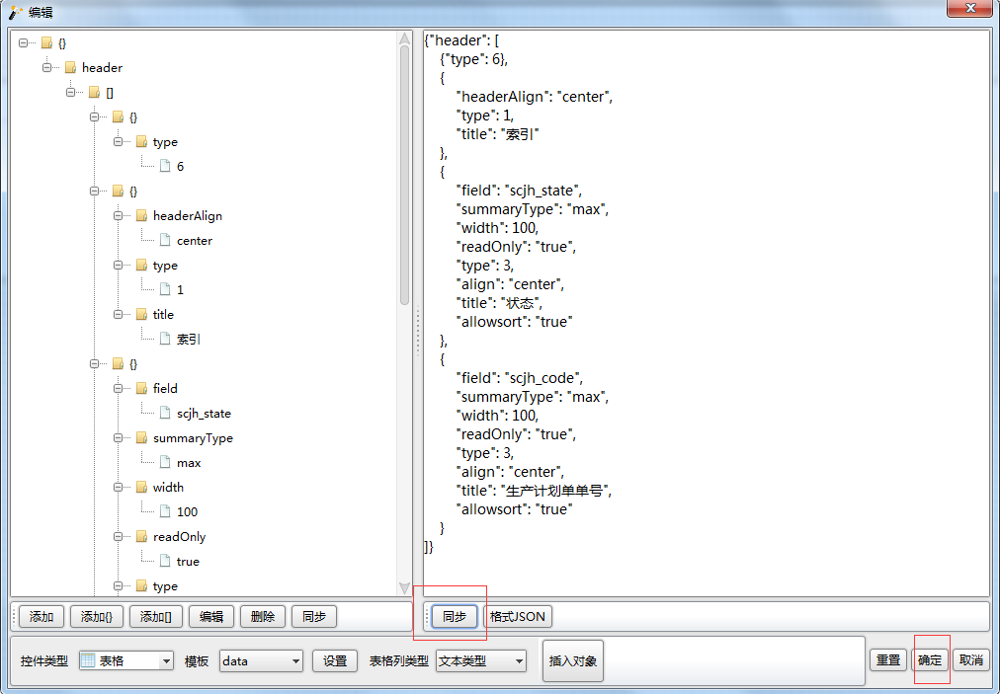 编辑
{}
header
[]
{}
type
6
{}
headerAlign
center
type
1
title
索引
{}
field
scjh_state
summaryType
max
width
100
readOnly
true
type
{"header": [
{"type": 6},
{
"headerAlign": "center",
"type": 1,
"title": "索引"
},
{
"field": "scjh_state",
"summaryType": "max",
"width": 100,
"readOnly": "true",
"type": 3,
"align": "center",
"title": "状态",
"allowsort": "true"
},
{
"field": "scjh_code",
"summaryType": "max",
"width": 100,
"readOnly": "true",
"type": 3,
"align": "center",
"title": "生产计划单单号",
"allowsort": "true"
}
]}
添加 添加{} 添加[] 编辑 删除 同步 同步 格式JSON
控件类型 表格 模板 data 设置 表格列类型 文本类型 插入对象 重置 确定 取消